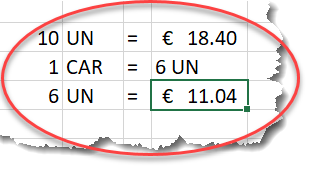 10 UN = € 18.40
1 CAR = 6 UN
6 UN = € 11.04